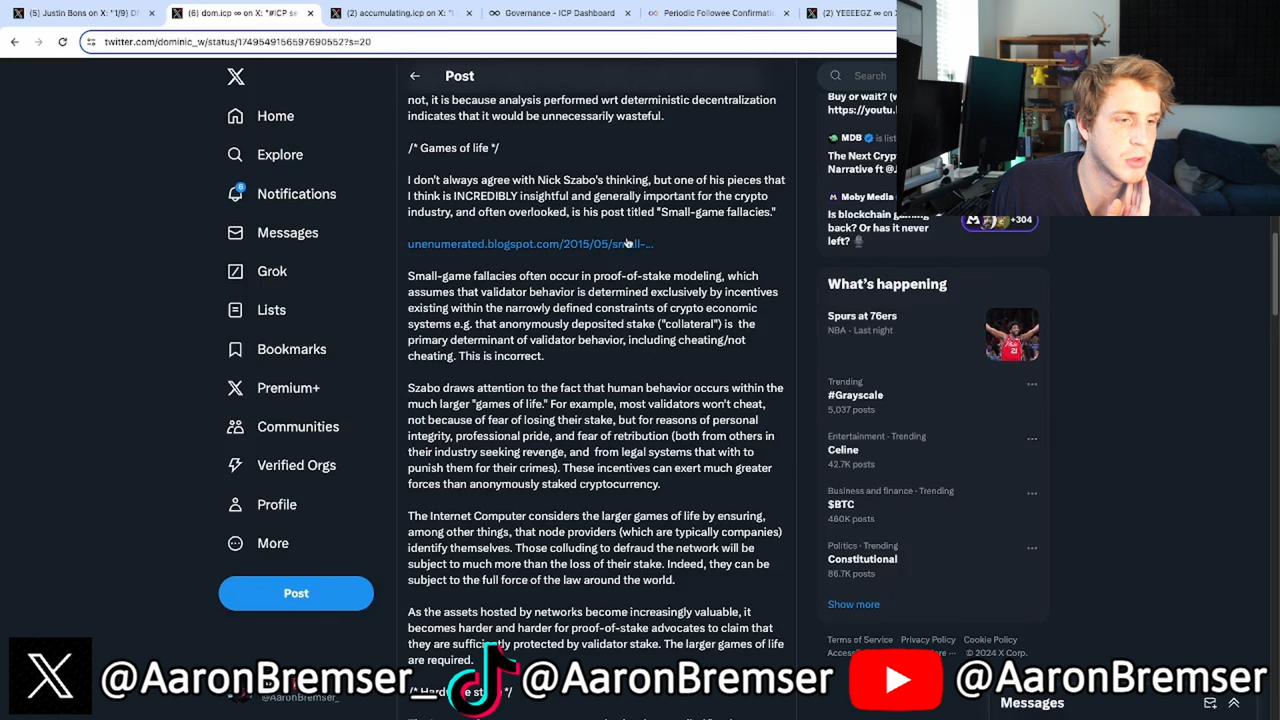 (5) Justin Bons on X: "1/9) Df
(6) dom.icp ∞ on X: "#ICP se
(2) accumulating.icp on X: "
Governance - ICP Dashboard
Periodic Followee Confirmation
(2) YEEEEGZ ∞ on X
twitter.com/dominic_w/status/1749549156597690552?s=20
Home
Explore
Notifications
6
Messages
Grok
Lists
Bookmarks
Communities
Premium+
Verified Orgs
Profile
More
Post
Post
not, it is because analysis performed wrt deterministic decentralization
indicates that it would be unnecessarily wasteful.
/* Games of life */
I don't always agree with Nick Szabo's thinking, but one of his pieces that
I think is INCREDIBLY insightful and generally important for the crypto
industry, and often overlooked, is his post titled "Small-game fallacies."
unenumerated.blogspot.com/2015/05/small-...
Small-game fallacies often occur in proof-of-stake modeling, which
assumes that validator behavior is determined exclusively by incentives
existing within the narrowly defined constraints of crypto economic
systems e.g. that anonymously deposited stake ("collateral") is the
primary determinant of validator behavior, including cheating/not
cheating. This is incorrect.
Szabo draws attention to the fact that human behavior occurs within the
much larger "games of life." For example, most validators won't cheat,
not because of fear of losing their stake, but for reasons of personal
integrity, professional pride, and fear of retribution (both from others in
their industry seeking revenge, and from legal systems that with to
punish them for their crimes). These incentives can exert much greater
forces than anonymously staked cryptocurrency.
The Internet Computer considers the larger games of life by ensuring,
among other things, that node providers (which are typically companies)
identify themselves. Those colluding to defraud the network will be
subject to much more than the loss of their stake. Indeed, they can be
subject to the full force of the law around the world.
As the assets hosted by networks become increasingly valuable, it
becomes harder and harder for proof-of-stake advocates to claim that
they are sufficiently protected by validator stake. The larger games of life
are required.
Search
Buy or wait? (w
https://youtu.
MDB is list
The Next Cryp
Narrative ft @J
Moby Media
Is blockchain gaming
back? Or has it never
left?
+304
What's happening
Spurs at 76ers
NBA · Last night
Trending
#Grayscale
5,037 posts
Entertainment · Trending
Celine
42.7K posts
Business and finance · Trending
$BTC
460K posts
Politics · Trending
Constitutional
86.7K posts
Show more
Terms of Service Privacy Policy Cookie Policy
© 2024 X Corp.
@AaronBremser_
@AaronBremser
@AaronBremser
@AaronBremser_
Messages